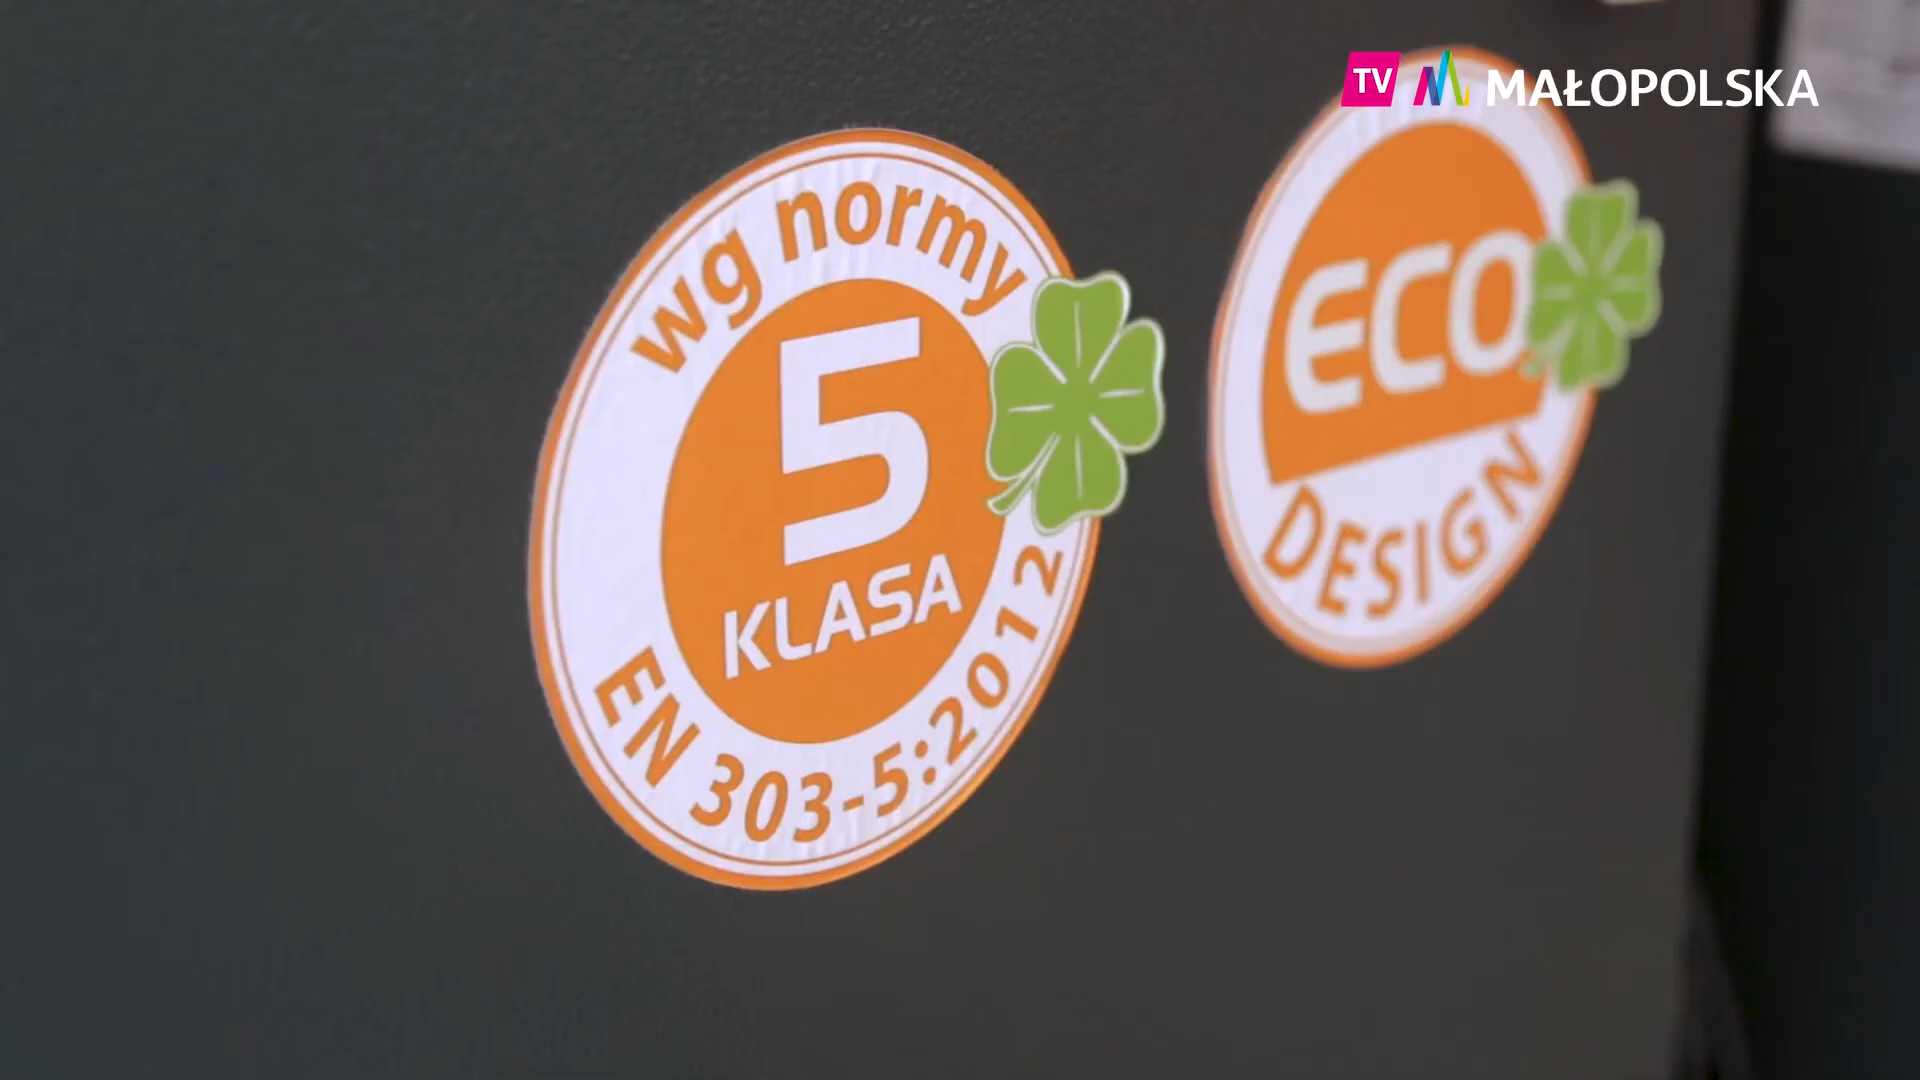 TV MAŁOPOLSKA
wg normy
5
KLASA
EN 303-5:2012
ECO
DESIGN